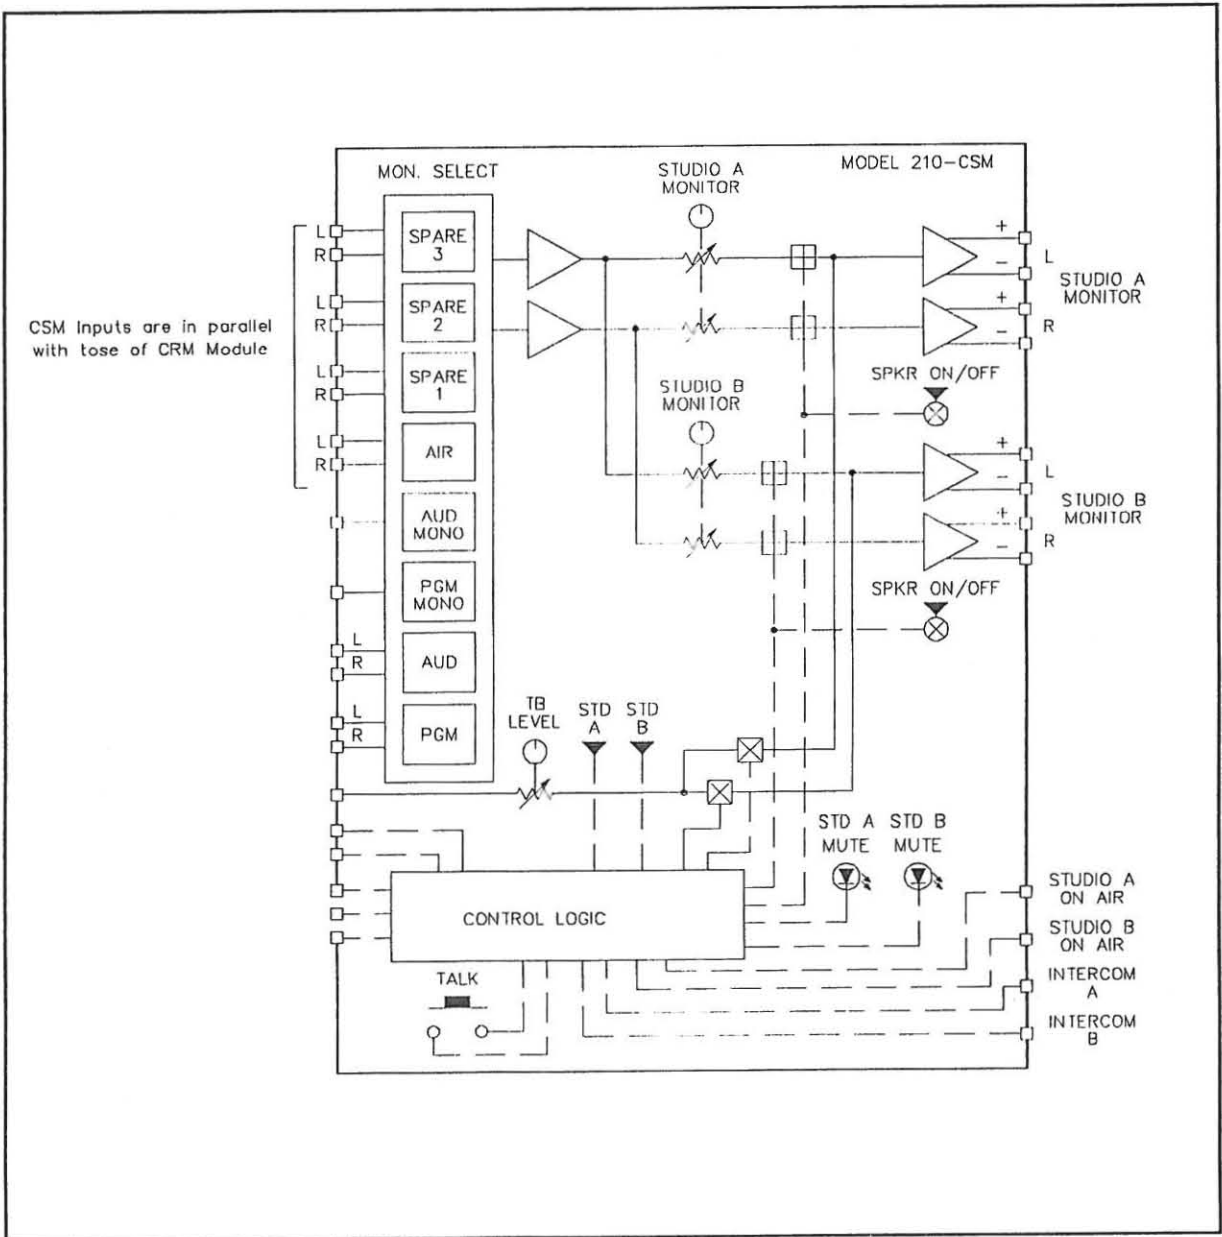 MON. SELECT
STUDIO A
MONITOR
MODEL 210-CSM
L
R
SPARE
3
+
-
L
STUDIO A
MONITOR
CSM Inputs are in parallel
with tose of CRM Module
L
R
SPARE
2
+
-
R
L
R
SPARE
1
STUDIO B
MONITOR
SPKR ON/OFF
L
R
AIR
+
-
L
STUDIO B
MONITOR
AUD
MONO
+
-
R
PGM
MONO
SPKR ON/OFF
L
R
AUD
L
R
PGM
TB
LEVEL
STD
A
STD
B
STD A
MUTE
STD B
MUTE
CONTROL LOGIC
STUDIO A
ON AIR
STUDIO B
ON AIR
TALK
INTERCOM
A
INTERCOM
B